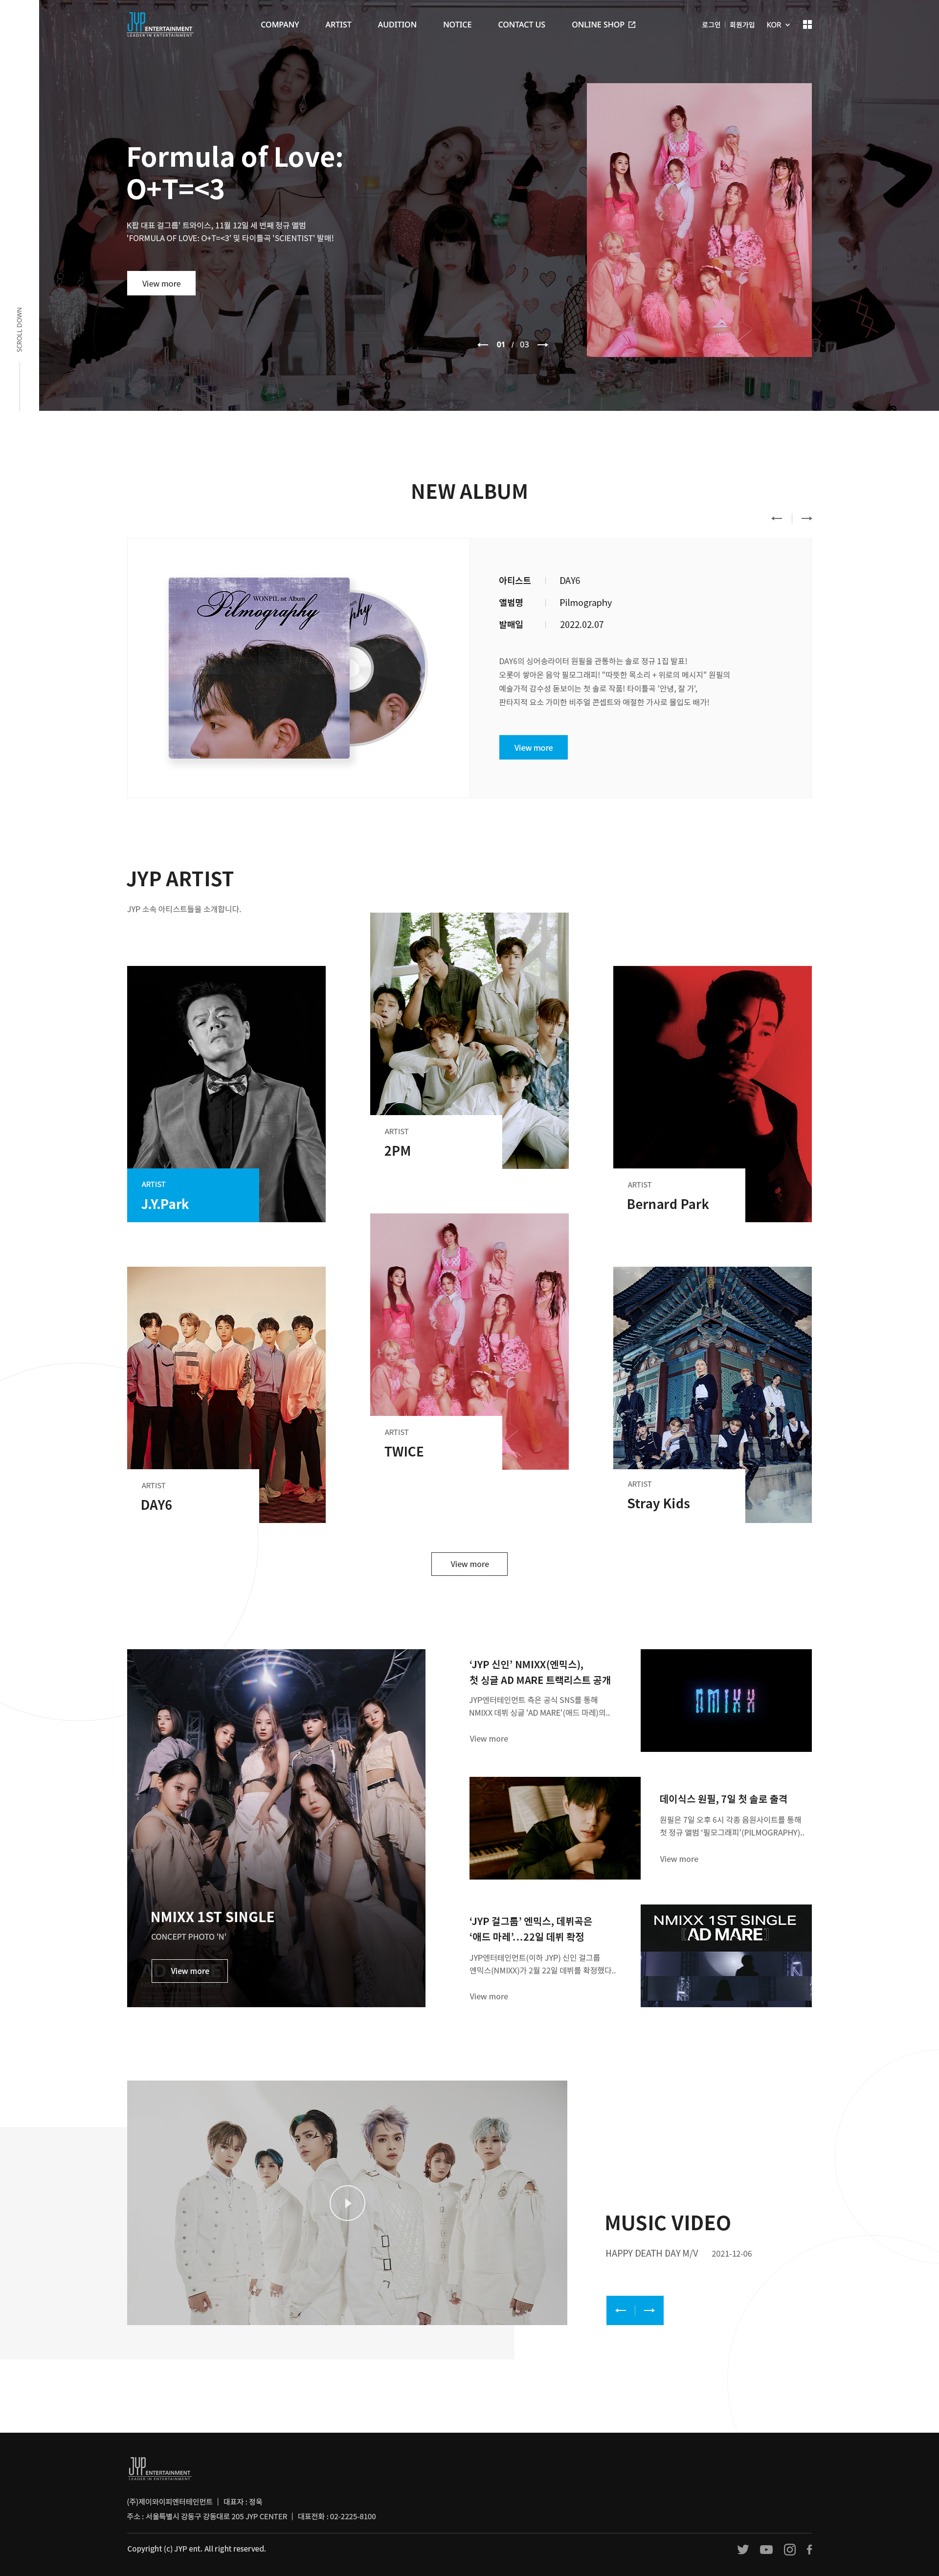 JYP ENTERTAINMENT
LEADER IN ENTERTAINMENT
COMPANY ARTIST AUDITION NOTICE CONTACT US ONLINE SHOP
로그인 | 회원가입 KOR
Formula of Love:
O+T=<3
K팝 대표 걸그룹' 트와이스, 11월 12일 세 번째 정규 앨범
'FORMULA OF LOVE: O+T=<3' 및 타이틀곡 'SCIENTIST' 발매!
View more
SCROLL DOWN
01 / 03
NEW ALBUM
WONPIL 1st Album
Pilmography
아티스트 | DAY6
앨범명 | Pilmography
발매일 | 2022.02.07
DAY6의 싱어송라이터 원필을 관통하는 솔로 정규 1집 발표!
오롯이 쌓아온 음악 필모그래피! "따뜻한 목소리 + 위로의 메시지" 원필의
예술가적 감수성 돋보이는 첫 솔로 작품! 타이틀곡 '안녕, 잘 가',
판타지적 요소 가미한 비주얼 콘셉트와 애절한 가사로 몰입도 배가!
View more
JYP ARTIST
JYP 소속 아티스트들을 소개합니다.
ARTIST
J.Y.Park
ARTIST
2PM
ARTIST
Bernard Park
ARTIST
DAY6
ARTIST
TWICE
ARTIST
Stray Kids
View more
NMIXX 1ST SINGLE
CONCEPT PHOTO 'N'
View more
‘JYP 신인’ NMIXX(엔믹스),
첫 싱글 AD MARE 트랙리스트 공개
JYP엔터테인먼트 측은 공식 SNS를 통해
NMIXX 데뷔 싱글 'AD MARE'(애드 마레)의..
View more
NMIXX
데이식스 원필, 7일 첫 솔로 출격
원필은 7일 오후 6시 각종 음원사이트를 통해
첫 정규 앨범 '필모그래피'(PILMOGRAPHY)..
View more
‘JYP 걸그룹’ 엔믹스, 데뷔곡은
‘애드 마레’…22일 데뷔 확정
JYP엔터테인먼트(이하 JYP) 신인 걸그룹
엔믹스(NMIXX)가 2월 22일 데뷔를 확정했다..
View more
NMIXX 1ST SINGLE
[AD MARE]
MUSIC VIDEO
HAPPY DEATH DAY M/V 2021-12-06
JYP ENTERTAINMENT
LEADER IN ENTERTAINMENT
(주)제이와이피엔터테인먼트 | 대표자 : 정욱
주소 : 서울특별시 강동구 강동대로 205 JYP CENTER | 대표전화 : 02-2225-8100
Copyright (c) JYP ent. All right reserved.